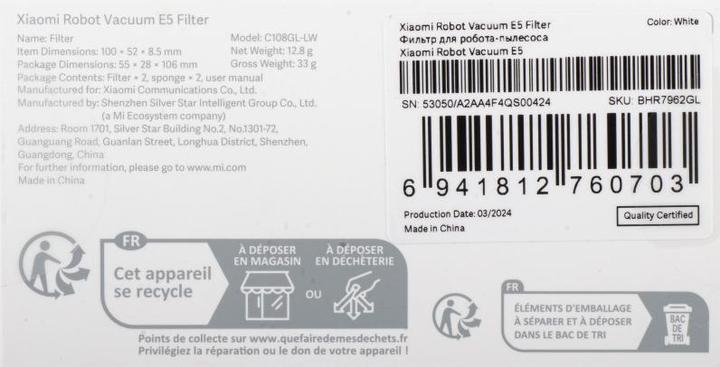 Xiaomi Robot Vacuum E5 Filter
Name: Filter Model: C108GL-LW
Item Dimensions: 100 × 52 × 8.5 mm Net Weight: 12.8 g
Package Dimensions: 55 × 28 × 106 mm Gross Weight: 33 g
Package Contents: Filter × 2, sponge × 2, user manual
Manufactured for: Xiaomi Communications Co., Ltd.
Manufactured by: Shenzhen Silver Star Intelligent Group Co., Ltd.
(a Mi Ecosystem company)
Address: Room 1701, Silver Star Building No.2, No.1301-72,
Guanguang Road, Guanlan Street, Longhua District, Shenzhen,
Guangdong, China
For further information, please go to www.mi.com
Made in China
Xiaomi Robot Vacuum E5 Filter Color: White
Фильтр для робота-пылесоса
Xiaomi Robot Vacuum E5
SN: 53050/A2AA4F4QS00424 SKU: BHR7962GL
6 941812 760703
Production Date: 03/2024
Made in China
Quality Certified
FR
Cet appareil
se recycle
À DÉPOSER
EN MAGASIN
OU
À DÉPOSER
EN DÉCHÈTERIE
Points de collecte sur www.quefairedemesdechets.fr
Privilégiez la réparation ou le don de votre appareil !
FR
ÉLÉMENTS D'EMBALLAGE
À SÉPARER ET À DÉPOSER
DANS LE BAC DE TRI
BAC
DE
TRI